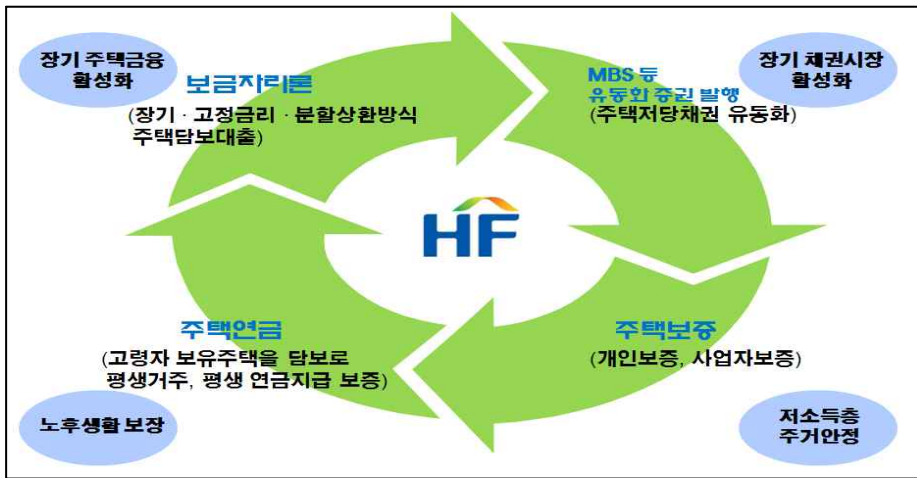 장기 주택금융
활성화
보금자리론
(장기 · 고정금리 · 분할상환방식
주택담보대출)
MBS 등
유동화 증권 발행
(주택저당채권 유동화)
장기 채권시장
활성화
HF
주택연금
(고령자 보유주택을 담보로
평생거주, 평생 연금지급 보증)
노후생활 보장
주택보증
(개인보증, 사업자보증)
저소득층
주거안정